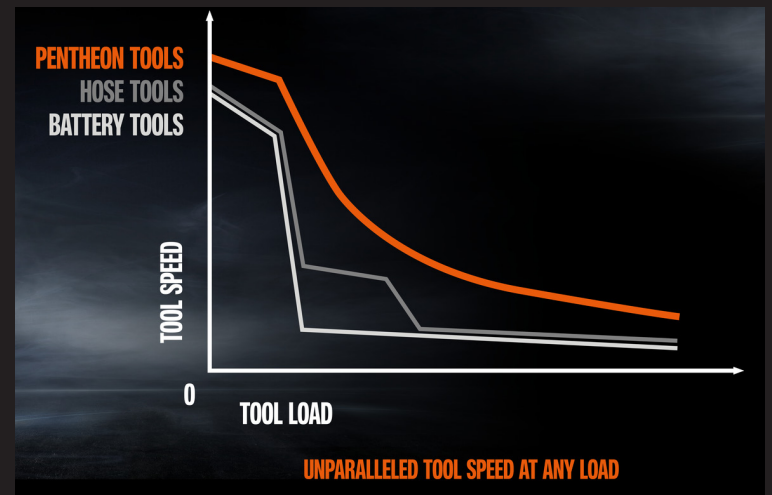 PENTHEON TOOLS
HOSE TOOLS
BATTERY TOOLS
TOOL SPEED
0
TOOL LOAD
UNPARALLELED TOOL SPEED AT ANY LOAD